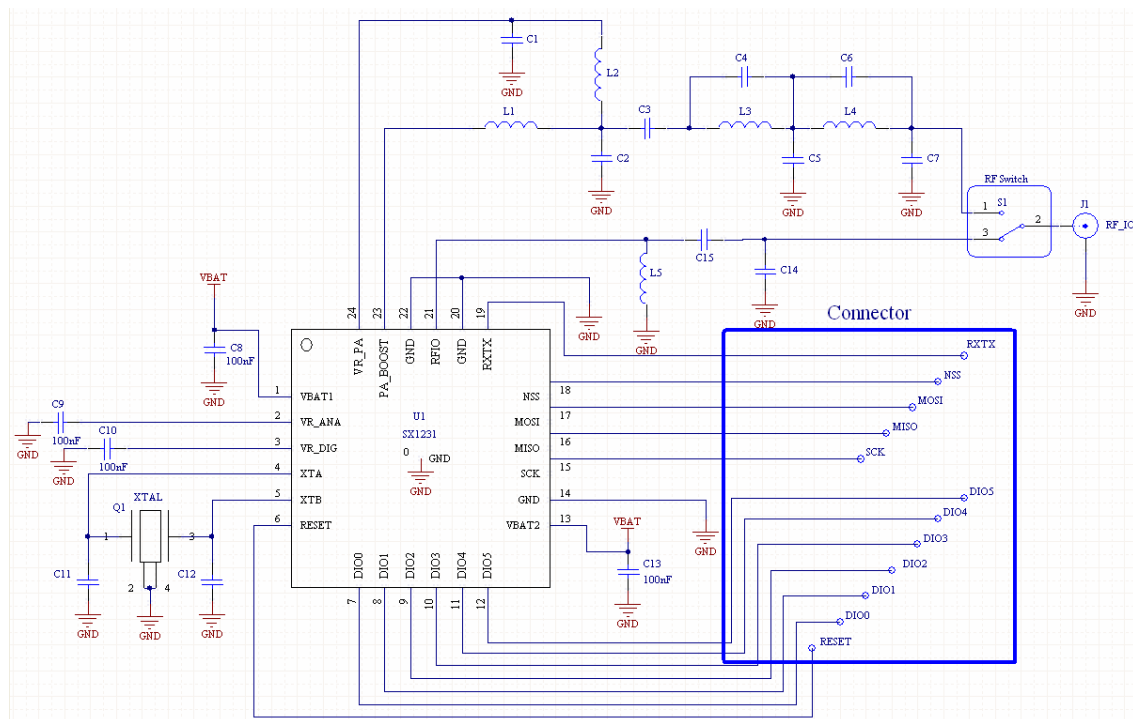 C1
GND
L2
C4
C6
L1
C3
L3
L4
C2
GND
C5
GND
C7
GND
RF Switch
S1
1
2
3
J1
RF_IO
GND
C15
L5
GND
C14
GND
GND
VBAT
C8
100nF
GND
24
23
22
21
20
19
VR_PA
PA_BOOST
GND
RFIO
GND
RXTX
Connector
RXTX
NSS
MOSI
MISO
SCK
DIO5
DIO4
DIO3
DIO2
DIO1
DIO0
RESET
1
VBAT1
2
VR_ANA
3
VR_DIG
4
XTA
5
XTB
6
RESET
U1
SX1231
0
GND
GND
NSS
18
MOSI
17
MISO
16
SCK
15
GND
14
VBAT2
13
GND
C9
100nF
GND
C10
100nF
GND
XTAL
Q1
1
3
2
4
C11
C12
GND
GND
GND
VBAT
C13
100nF
GND
DIO0
DIO1
DIO2
DIO3
DIO4
DIO5
7
8
9
10
11
12